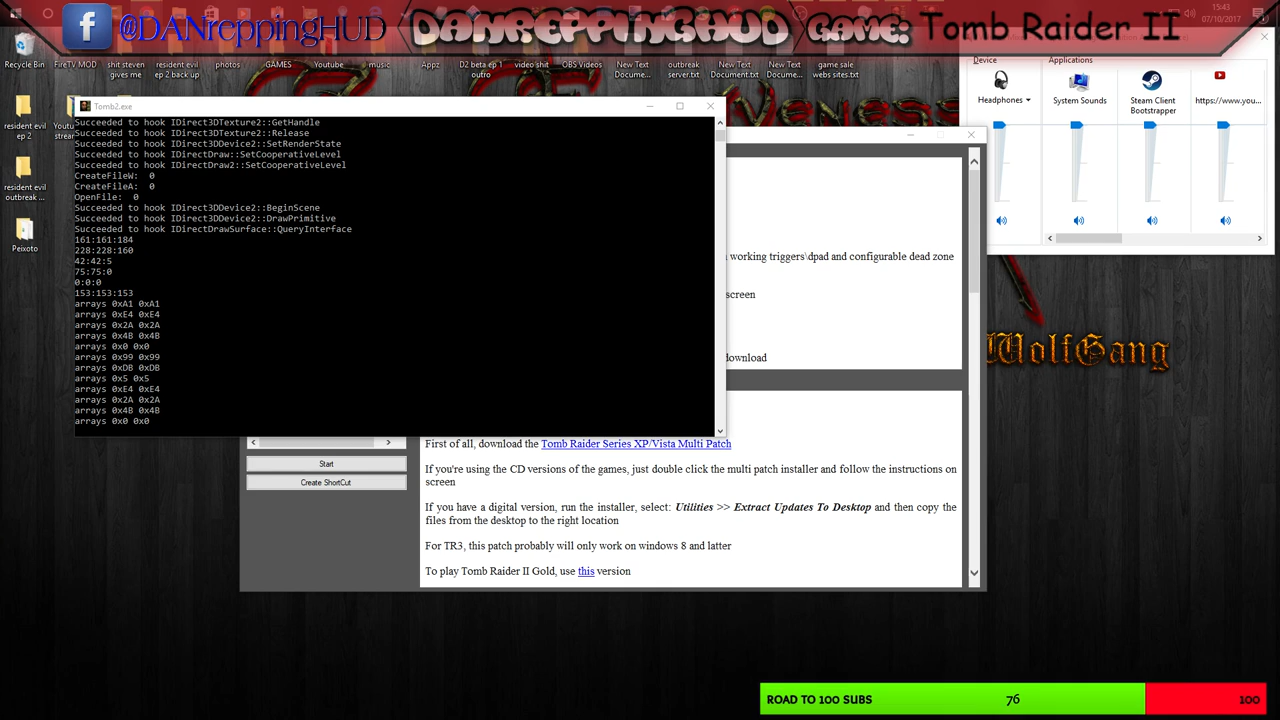 @DANreppingHUD
DANREPPINGHUD GAME: Tomb Raider II
15:43
07/10/2017
Recycle Bin
FireTV MOD
shit steven gives me
resident evil ep 2 back up
photos
GAMES
Youtube
music
Appz
D2 beta ep 1 outro
video shit
OBS Videos
outbreak server.txt
New Text Docume...
New Text Document.txt
New Text Docume...
game sale webs sites.txt
resident evil ep 2
resident evil outbreak ...
Peixoto
Tomb2.exe
Succeeded to hook IDirect3DTexture2::GetHandle
Succeeded to hook IDirect3DTexture2::Release
Succeeded to hook IDirect3DDevice2::SetRenderState
Succeeded to hook IDirectDraw::SetCooperativeLevel
Succeeded to hook IDirectDraw2::SetCooperativeLevel
CreateFileW: 0
CreateFileA: 0
OpenFile: 0
Succeeded to hook IDirect3DDevice2::BeginScene
Succeeded to hook IDirect3DDevice2::DrawPrimitive
Succeeded to hook IDirectDrawSurface::QueryInterface
161:161:184
228:228:160
42:42:5
75:75:0
0:0:0
153:153:153
arrays 0xA1 0xA1
arrays 0xE4 0xE4
arrays 0x2A 0x2A
arrays 0x4B 0x4B
arrays 0x0 0x0
arrays 0x99 0x99
arrays 0xDB 0xDB
arrays 0x5 0x5
arrays 0xE4 0xE4
arrays 0x2A 0x2A
arrays 0x4B 0x4B
arrays 0x0 0x0
working triggers\dpad and configurable dead zone
screen
download
Start
Create ShortCut
First of all, download the Tomb Raider Series XP/Vista Multi Patch
If you're using the CD versions of the games, just double click the multi patch installer and follow the instructions on
screen
If you have a digital version, run the installer, select: Utilities >> Extract Updates To Desktop and then copy the
files from the desktop to the right location
For TR3, this patch probably will only work on windows 8 and latter
To play Tomb Raider II Gold, use this version
Device
Applications
Headphones
System Sounds
Steam Client Bootstrapper
https://www.you...
WolfGang
ROAD TO 100 SUBS 76 100